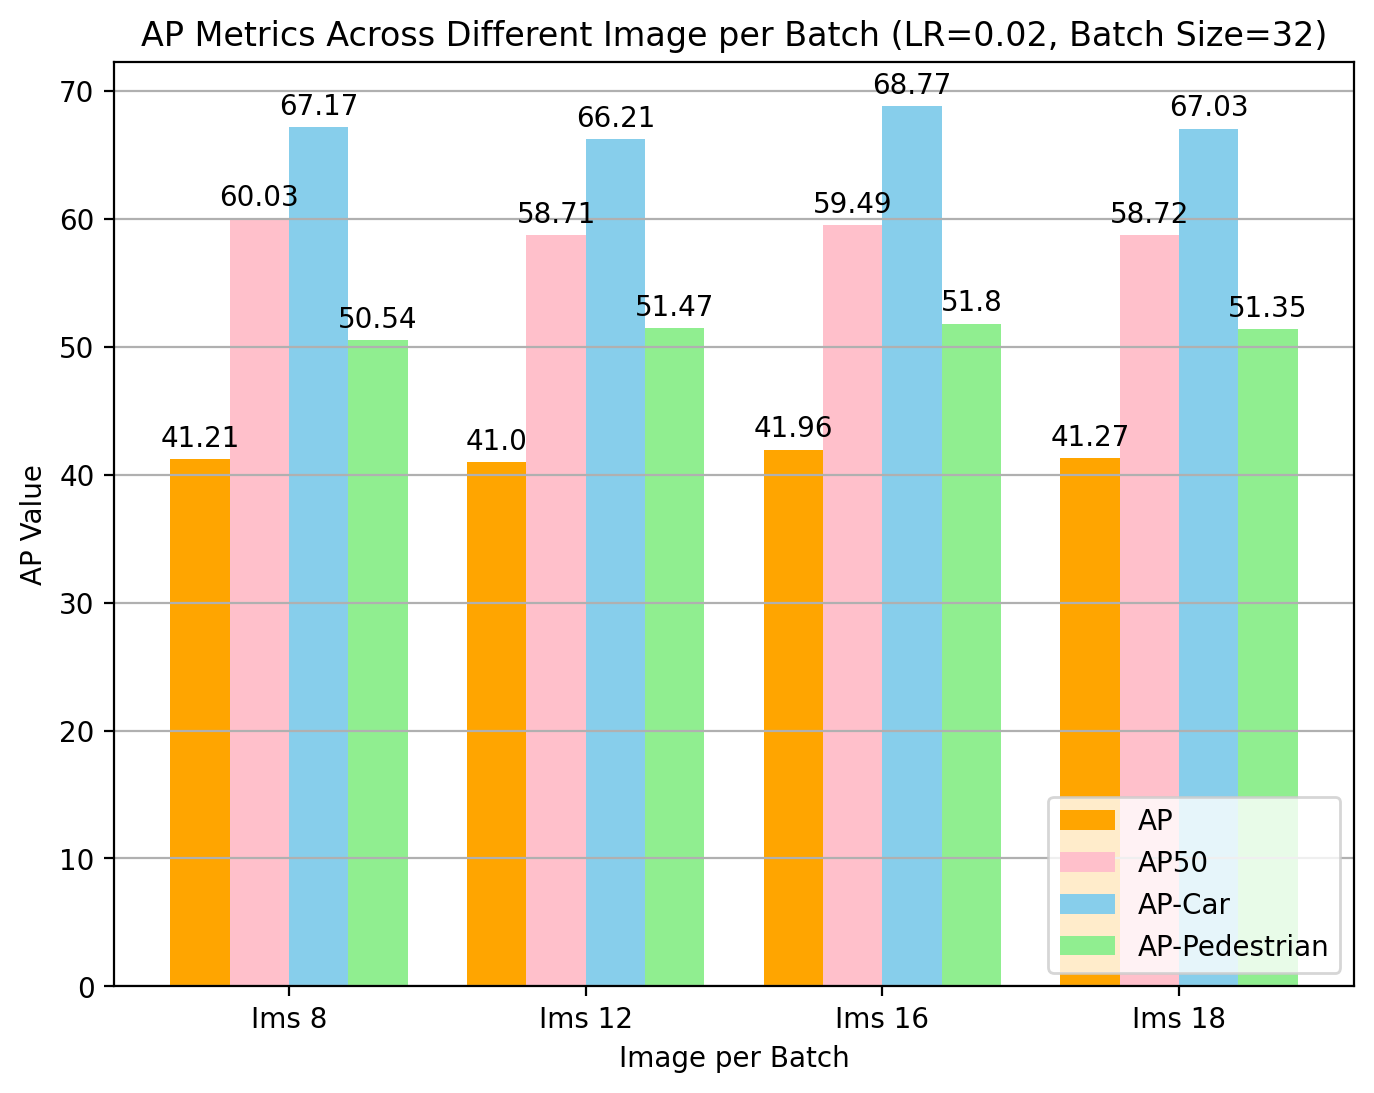 AP Metrics Across Different Image per Batch (LR=0.02, Batch Size=32)
AP Value
70
60
50
40
30
20
10
0
41.21
60.03
67.17
50.54
41.0
58.71
66.21
51.47
41.96
59.49
68.77
51.8
41.27
58.72
67.03
51.35
AP
AP50
AP-Car
AP-Pedestrian
Ims 8
Ims 12
Ims 16
Ims 18
Image per Batch